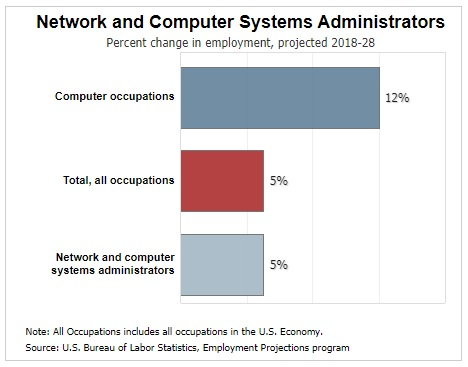 Network and Computer Systems Administrators
Percent change in employment, projected 2018-28
Computer occupations
12%
Total, all occupations
5%
Network and computer
systems administrators
5%
Note: All Occupations includes all occupations in the U.S. Economy.
Source: U.S. Bureau of Labor Statistics, Employment Projections program